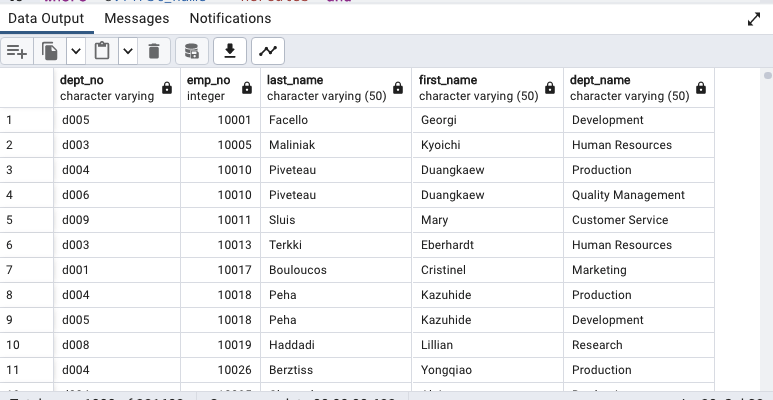 Data Output Messages Notifications
dept_no emp_no last_name first_name dept_name
character varying integer character varying (50) character varying (50) character varying (50)
1 d005 10001 Facello Georgi Development
2 d003 10005 Maliniak Kyoichi Human Resources
3 d004 10010 Piveteau Duangkaew Production
4 d006 10010 Piveteau Duangkaew Quality Management
5 d009 10011 Sluis Mary Customer Service
6 d003 10013 Terkki Eberhardt Human Resources
7 d001 10017 Bouloucos Cristinel Marketing
8 d004 10018 Peha Kazuhide Production
9 d005 10018 Peha Kazuhide Development
10 d008 10019 Haddadi Lillian Research
11 d004 10026 Berztiss Yongqiao Production